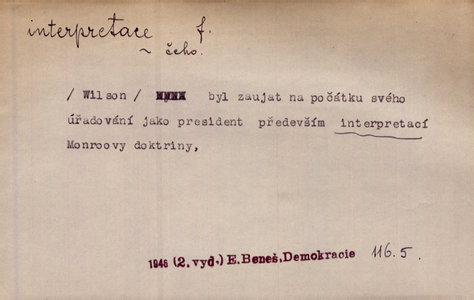 interpretace f.
~ čeho.
/ Wilson / byl zaujat na počátku svého
úřadování jako president především interpretací
Monroovy doktriny,
1946 (2.vyd.) E.Beneš,Demokracie 116.5.